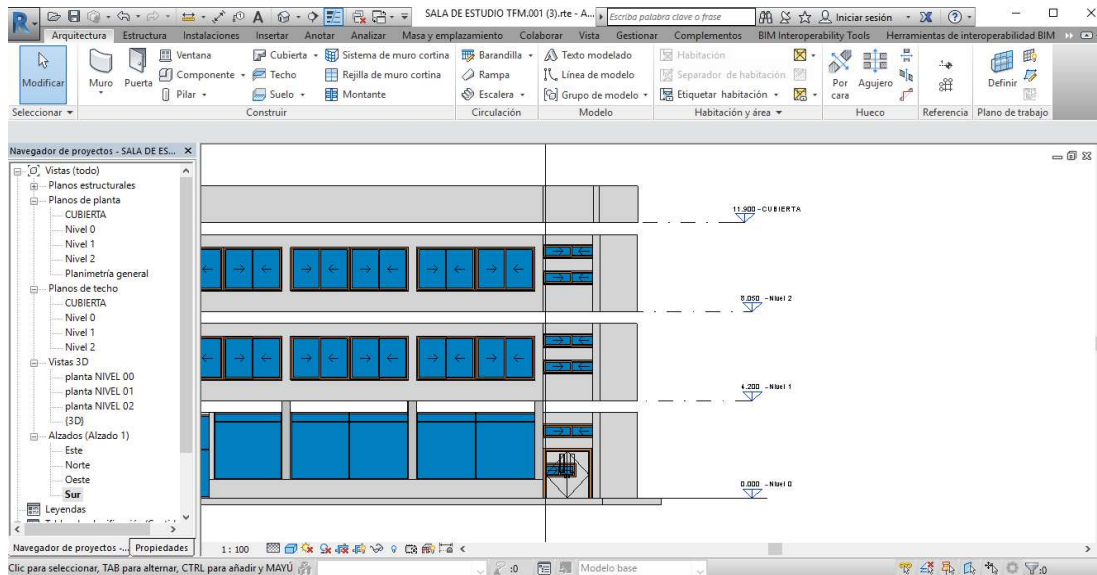 SALA DE ESTUDIO TFM.001 (3).rte - A...
Escriba palabra clave o frase
Iniciar sesión
Arquitectura Estructura Instalaciones Insertar Anotar Analizar Masa y emplazamiento Colaborar Vista Gestionar Complementos BIM Interoperability Tools Herramientas de interoperabilidad BIM
Modificar
Muro
Puerta
Ventana
Componente
Pilar
Cubierta
Techo
Suelo
Sistema de muro cortina
Rejilla de muro cortina
Montante
Barandilla
Rampa
Escalera
Texto modelado
Línea de modelo
Grupo de modelo
Habitación
Separador de habitación
Etiquetar habitación
Por cara
Agujero
Definir
Seleccionar Construir Circulación Modelo Habitación y área Hueco Referencia Plano de trabajo
Navegador de proyectos - SALA DE ES...
Vistas (todo)
Planos estructurales
Planos de planta
CUBIERTA
Nivel 0
Nivel 1
Nivel 2
Planimetría general
Planos de techo
CUBIERTA
Nivel 0
Nivel 1
Nivel 2
Vistas 3D
planta NIVEL 00
planta NIVEL 01
planta NIVEL 02
{3D}
Alzados (Alzado 1)
Este
Norte
Oeste
Sur
Leyendas
11.900 - CUBIERTA
8.050 - Nivel 2
4.200 - Nivel 1
0.000 - Nivel 0
Navegador de proyectos -... Propiedades
1 : 100
Clic para seleccionar, TAB para alternar, CTRL para añadir y MAYÚ
:0
Modelo base
:0